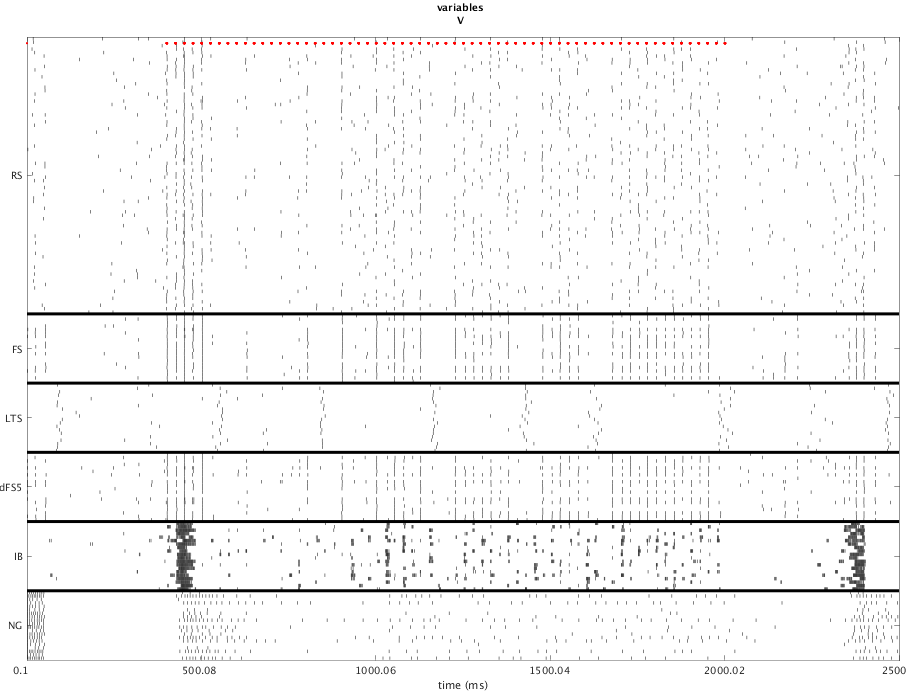 variables
V
RS
FS
LTS
dFS5
IB
NG
0.1
500.08
1000.06
1500.04
2000.02
2500
time (ms)